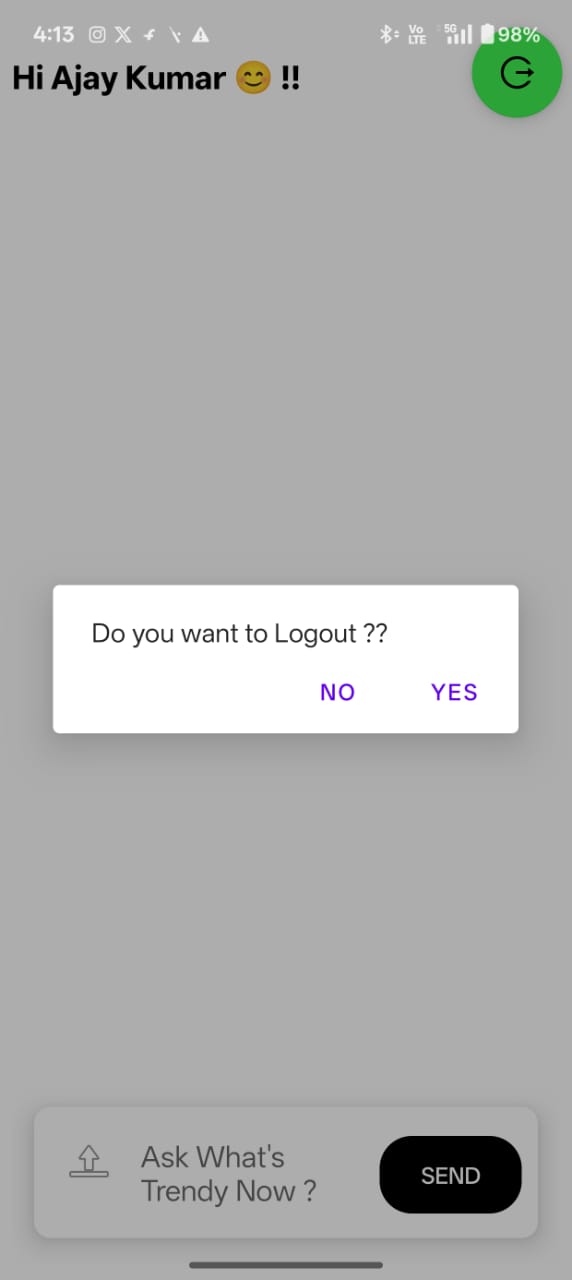 4:13
Vo
LTE
5G
98%
Hi Ajay Kumar 😊 !!
Do you want to Logout ??
NO YES
Ask What's
Trendy Now ?
SEND